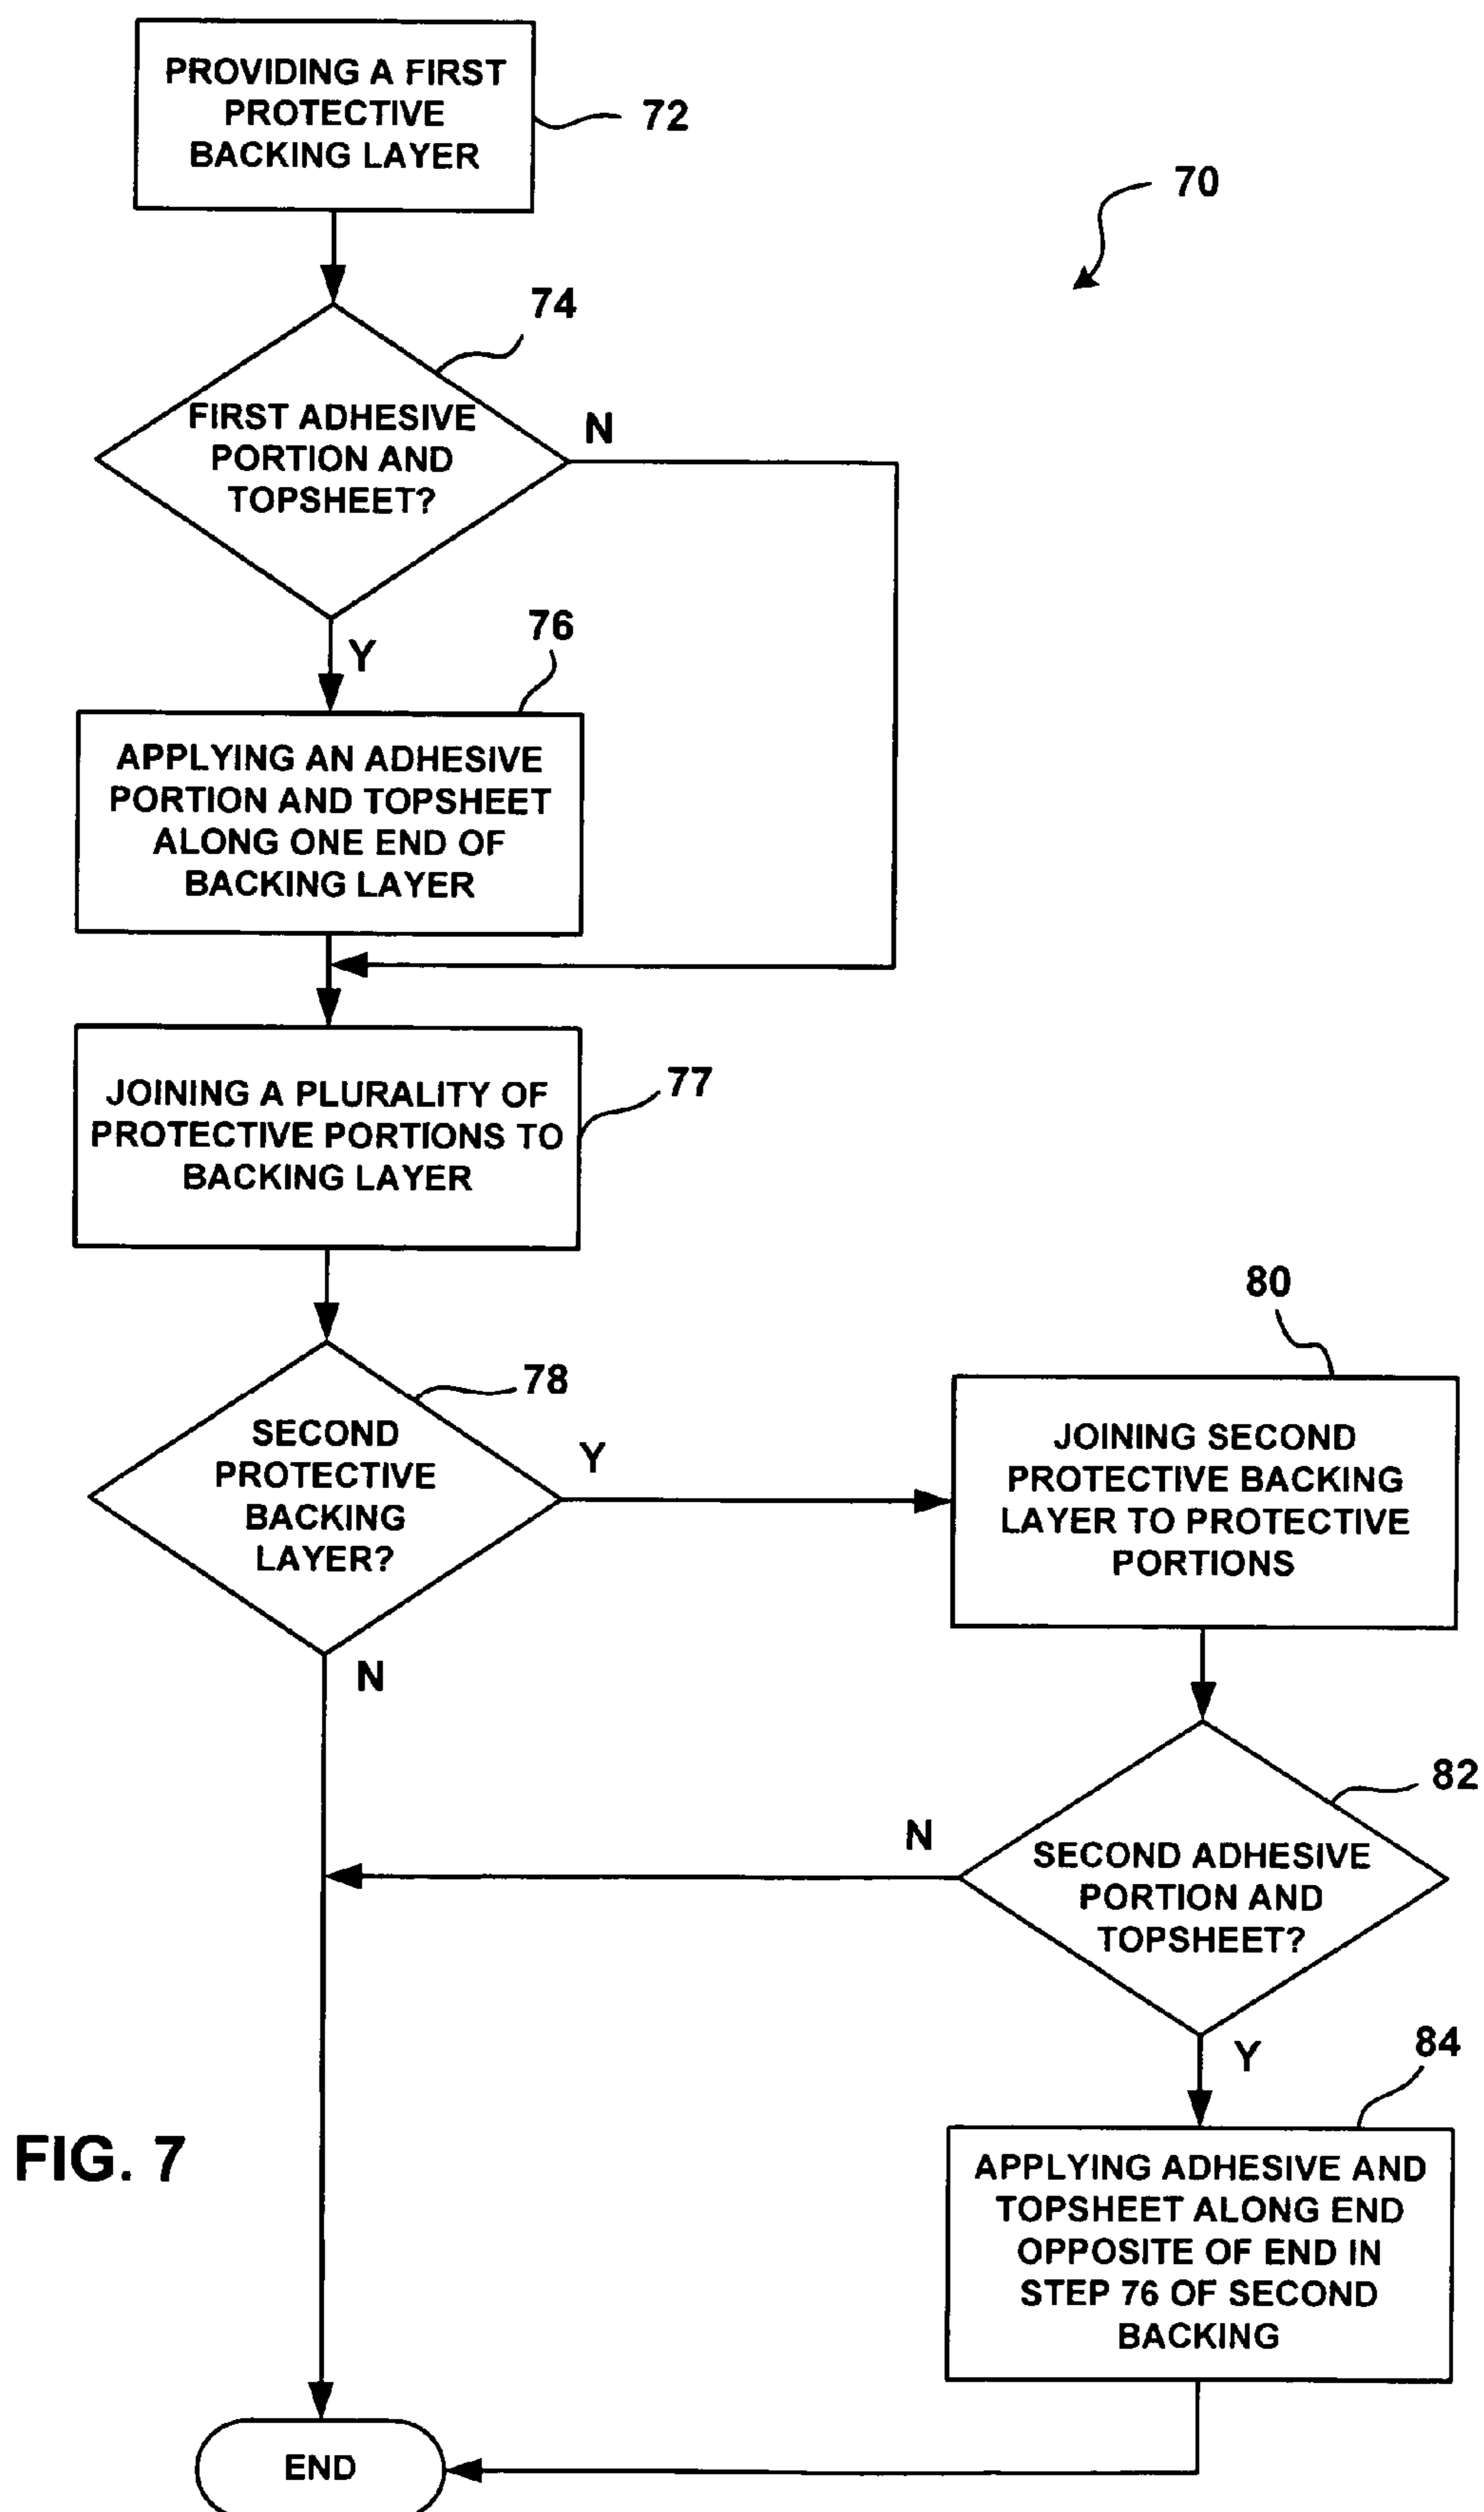 PROVIDING A FIRST
PROTECTIVE
BACKING LAYER
72
70
74
FIRST ADHESIVE
PORTION AND
TOPSHEET?
N
Y
76
APPLYING AN ADHESIVE
PORTION AND TOPSHEET
ALONG ONE END OF
BACKING LAYER
JOINING A PLURALITY OF
PROTECTIVE PORTIONS TO
BACKING LAYER
77
78
SECOND
PROTECTIVE
BACKING
LAYER?
Y
N
80
JOINING SECOND
PROTECTIVE BACKING
LAYER TO PROTECTIVE
PORTIONS
82
SECOND ADHESIVE
PORTION AND
TOPSHEET?
N
Y
84
APPLYING ADHESIVE AND
TOPSHEET ALONG END
OPPOSITE OF END IN
STEP 76 OF SECOND
BACKING
FIG. 7
END